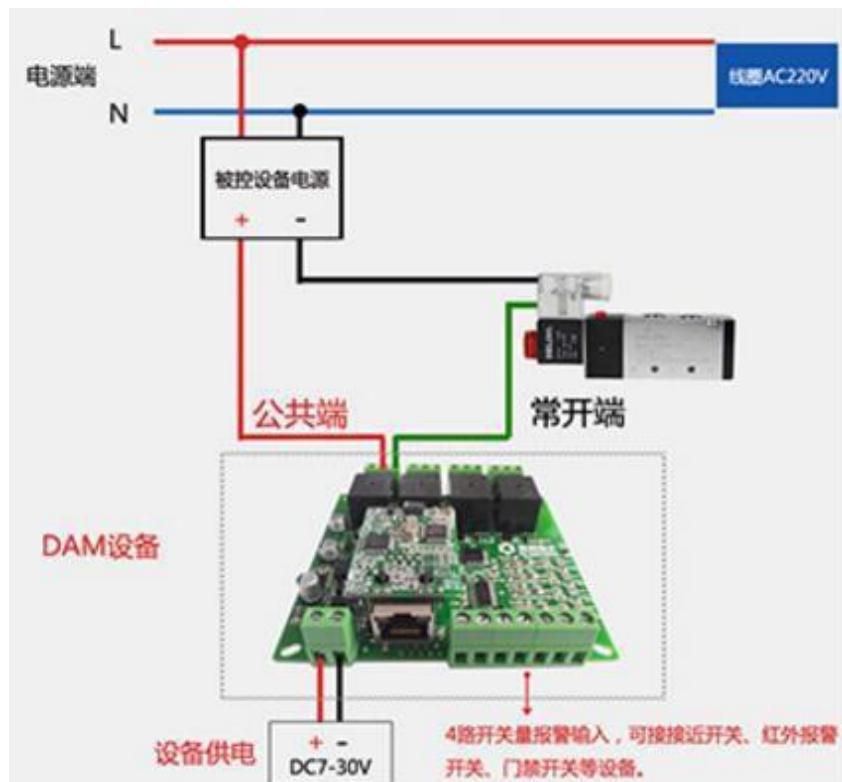 L
电源端
N
线圈AC220V
被控设备电源
+ -
公共端
常开端
DAM设备
设备供电
+ -
DC7-30V
4路开关量报警输入，可接接近开关、红外报警
开关、门禁开关等设备。